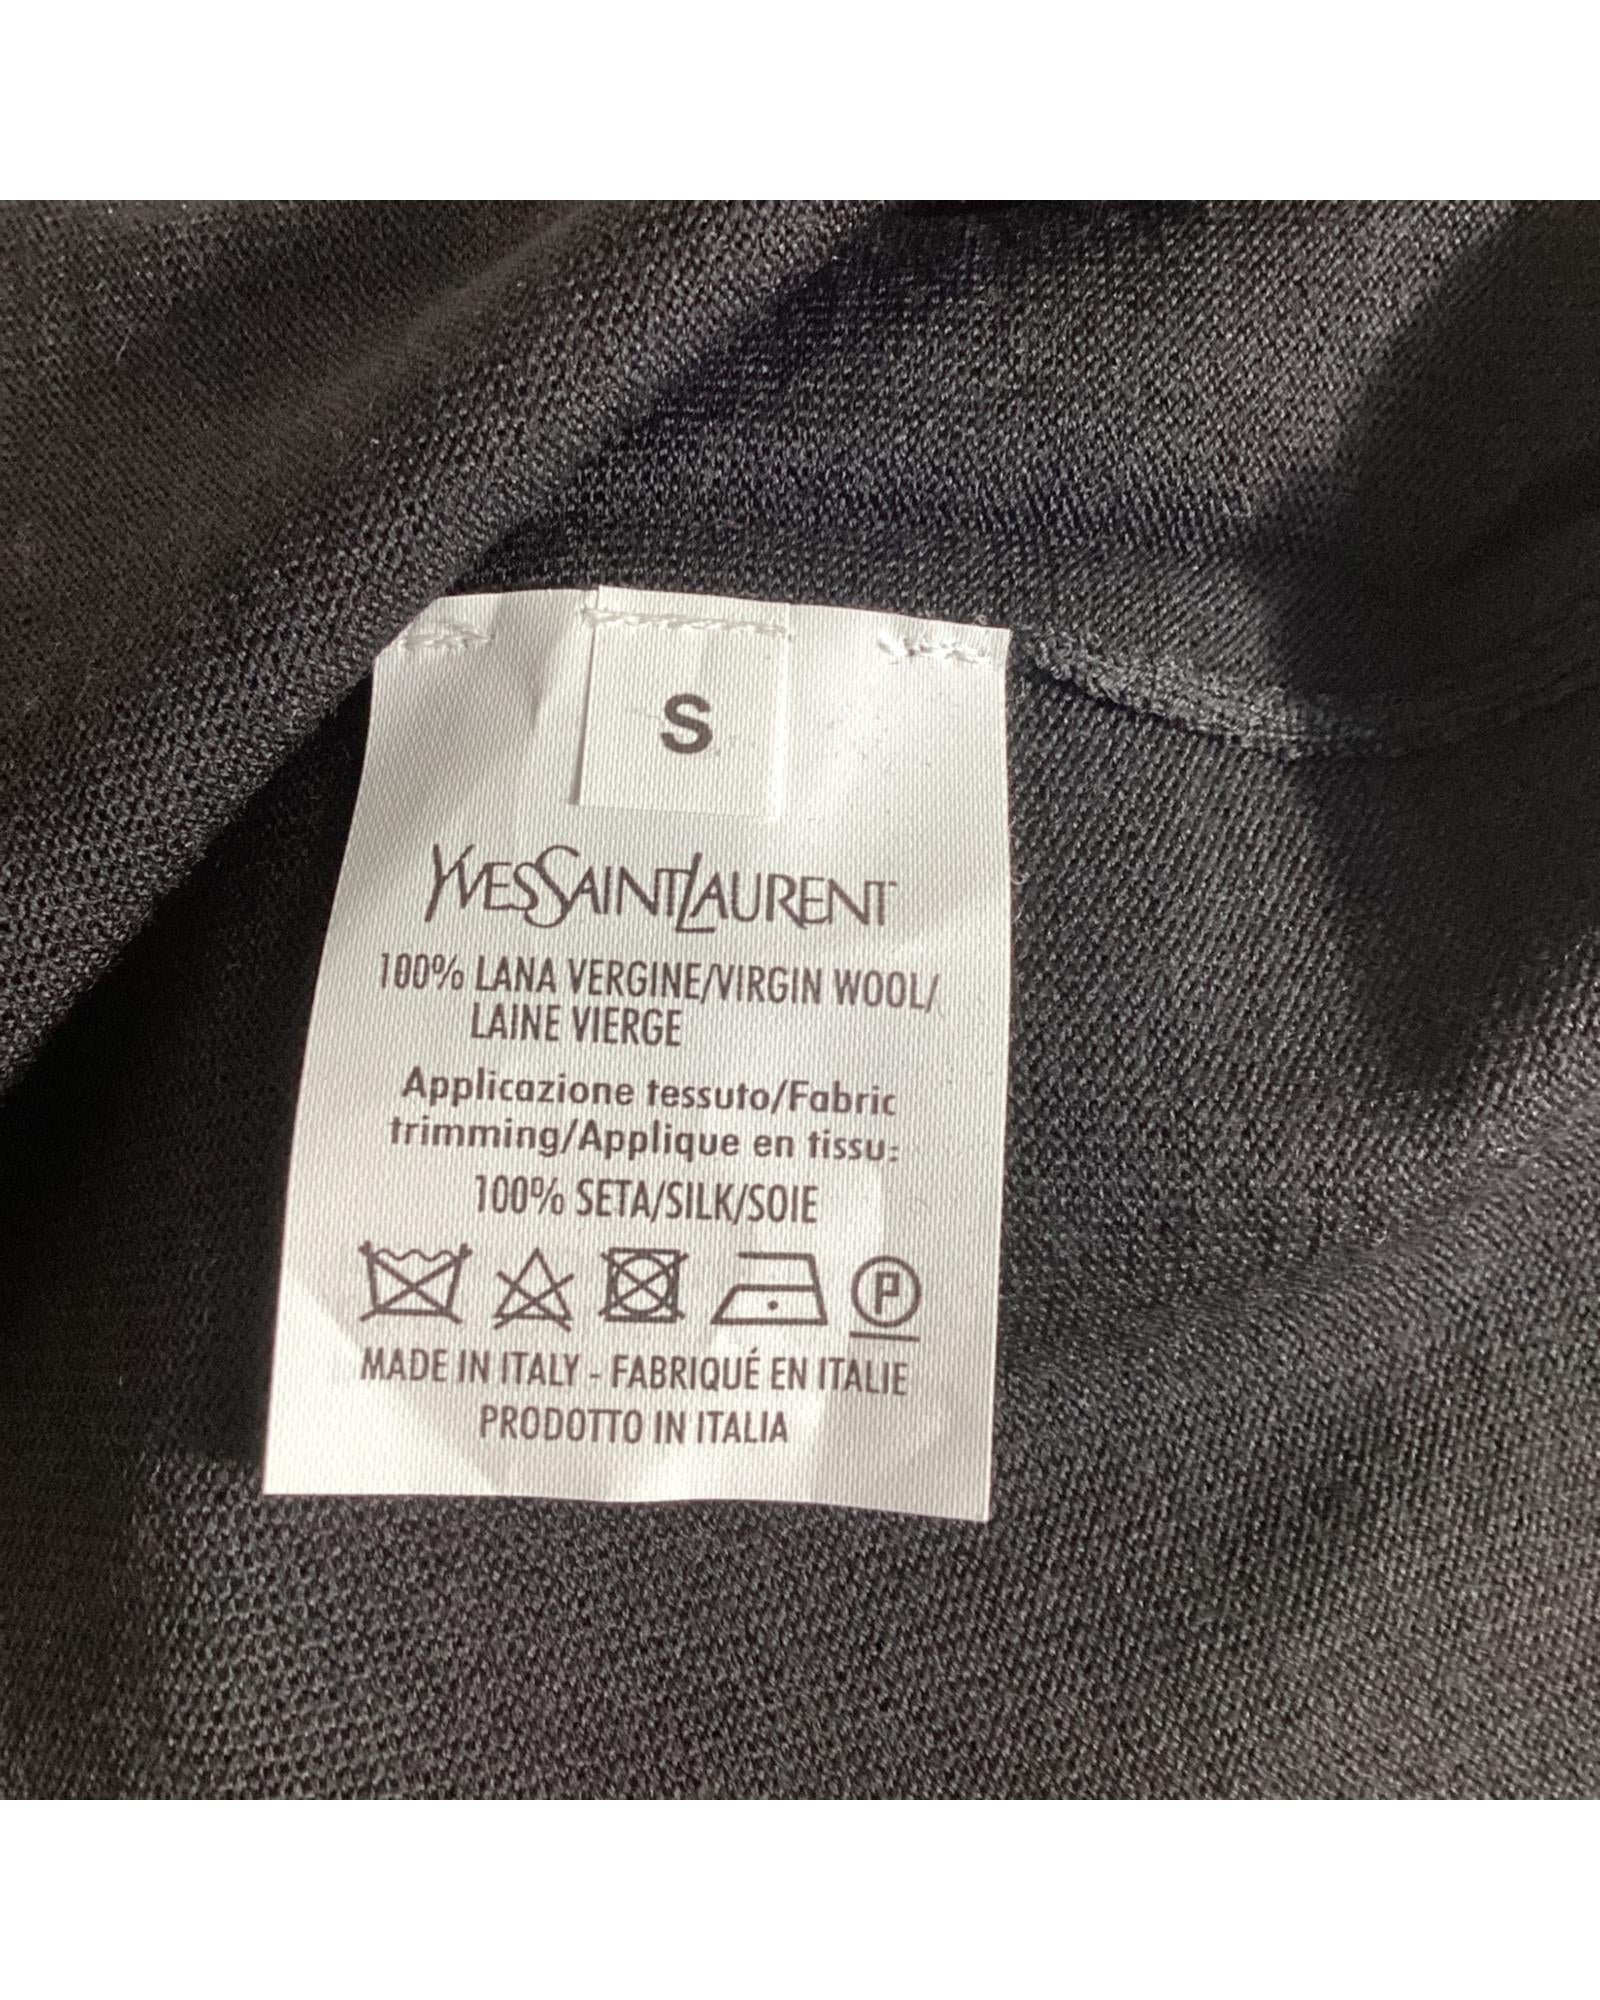 S
YVESSAINTLAURENT
100% LANA VERGINE/VIRGIN WOOL/
LAINE VIERGE
Applicazione tessuto/Fabric
trimming/Applique en tissu:
100% SETA/SILK/SOIE
P
MADE IN ITALY - FABRIQUÉ EN ITALIE
PRODOTTO IN ITALIA